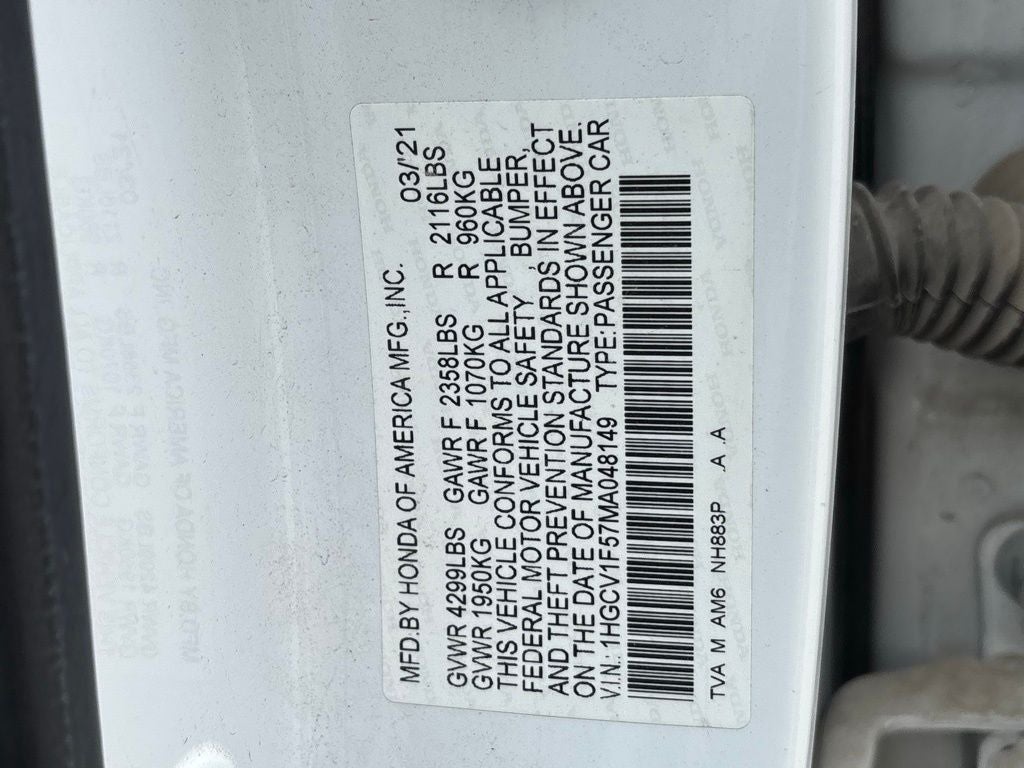 MFD.BY HONDA OF AMERICA MFG.,INC. 03/'21
GVWR 4299LBS GAWR F 2358LBS R 2116LBS
GVWR 1950KG GAWR F 1070KG R 960KG
THIS VEHICLE CONFORMS TO ALL APPLICABLE
FEDERAL MOTOR VEHICLE SAFETY , BUMPER,
AND THEFT PREVENTION STANDARDS IN EFFECT
ON THE DATE OF MANUFACTURE SHOWN ABOVE.
V.I.N.: 1HGCV1F57MA048149 TYPE:PASSENGER CAR
TVA M AM6 NH883P .A .A